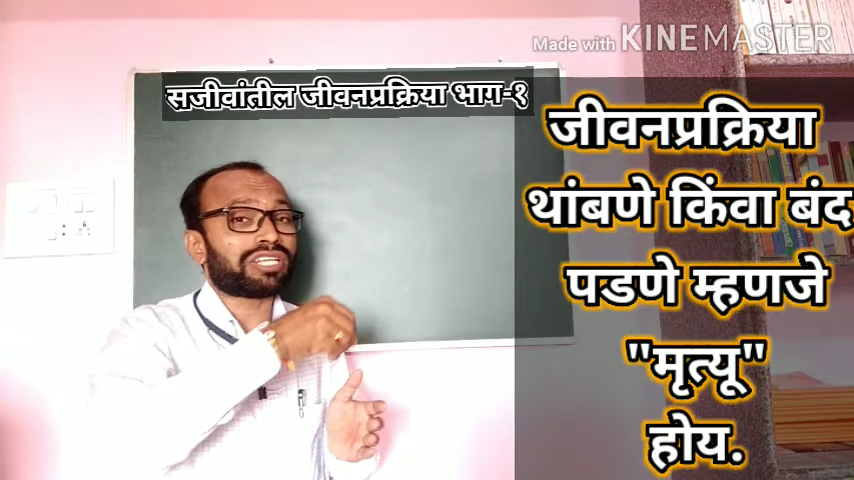 Made with KINEMASTER
सजीवांतील जीवनप्रक्रिया भाग-१
जीवनप्रक्रिया
थांबणे किंवा बंद
पडणे म्हणजे
"मृत्यू"
होय.